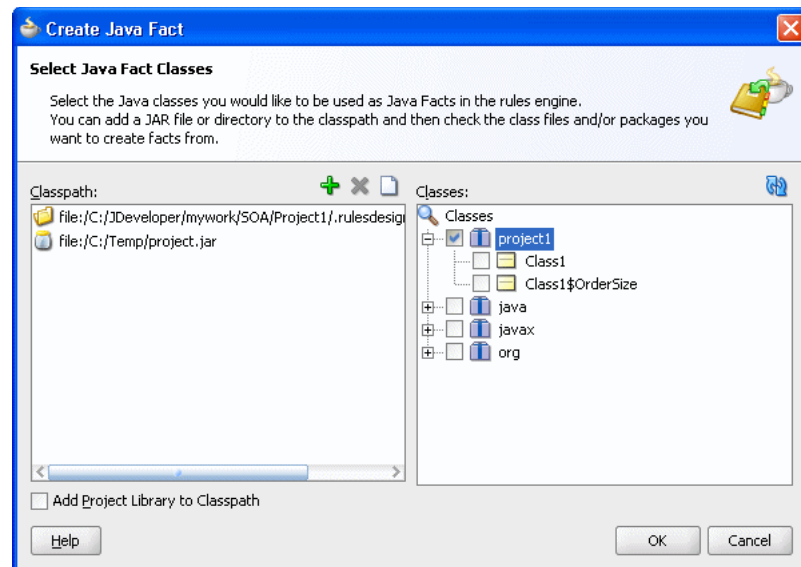 Create Java Fact
Select Java Fact Classes
Select the Java classes you would like to be used as Java Facts in the rules engine.
You can add a JAR file or directory to the classpath and then check the class files and/or packages you
want to create facts from.
Classpath:
file:/C:/JDeveloper/mywork/SOA/Project1/.rulesdesig
file:/C:/Temp/project.jar
Classes:
Classes
project1
Class1
Class1$OrderSize
java
javax
org
Add Project Library to Classpath
Help
OK
Cancel